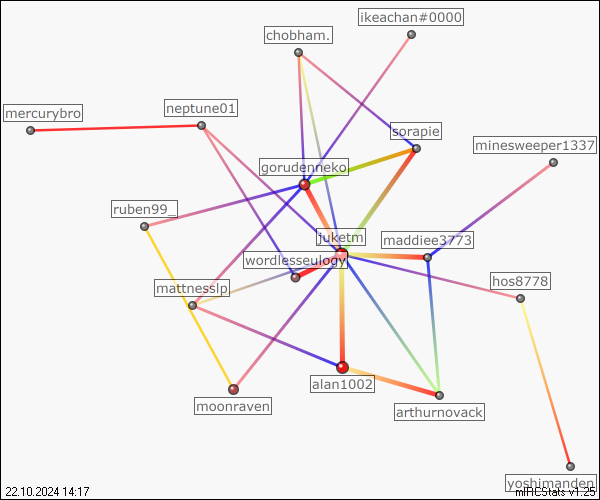 ikeachan#0000
chobham.
neptune01
mercurybro
sorapie
minesweeper1337
gorudenneko
ruben99_
juketm
maddiee3773
wordlesseulogy
hos8778
mattnesslp
alan1002
moonraven
arthurnovack
yoshimanden
22.10.2024 14:17
mIRCStats v1.25